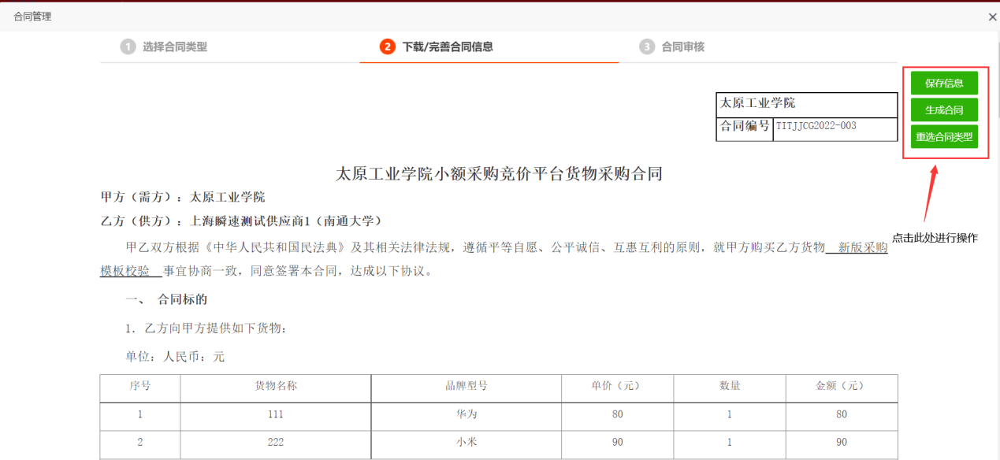 合同管理
×
1 选择合同类型 2 下载/完善合同信息 3 合同审核
保存信息
生成合同
重选合同类型
太原工业学院
合同编号 TITJJCG2022-003
点击此处进行操作
太原工业学院小额采购竞价平台货物采购合同
甲方（需方）：太原工业学院
乙方（供方）：上海瞬速测试供应商1（南通大学）
甲乙双方根据《中华人民共和国民法典》及其相关法律法规，遵循平等自愿、公平诚信、互惠互利的原则，就甲方购买乙方货物 新版采购
模板校验 事宜协商一致，同意签署本合同，达成以下协议。
一、 合同标的
1. 乙方向甲方提供如下货物：
单位：人民币：元
序号 货物名称 品牌型号 单价（元） 数量 金额（元）
1 111 华为 80 1 80
2 222 小米 90 1 90